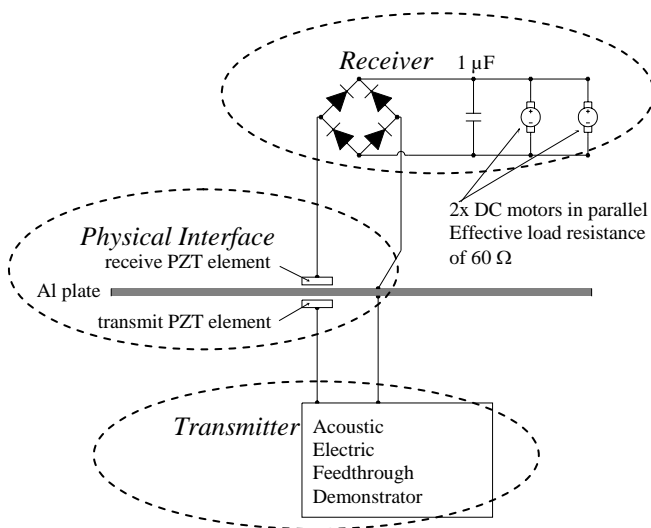 Receiver
1 µF
2x DC motors in parallel
Effective load resistance
of 60 Ω
Physical Interface
receive PZT element
Al plate
transmit PZT element
Transmitter
Acoustic
Electric
Feedthrough
Demonstrator